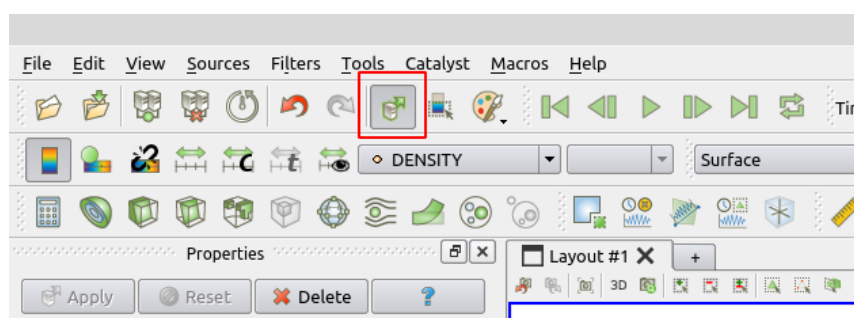 File Edit View Sources Filters Tools Catalyst Macros Help
DENSITY Surface
Properties Layout #1 +
3D
Apply Reset Delete ?